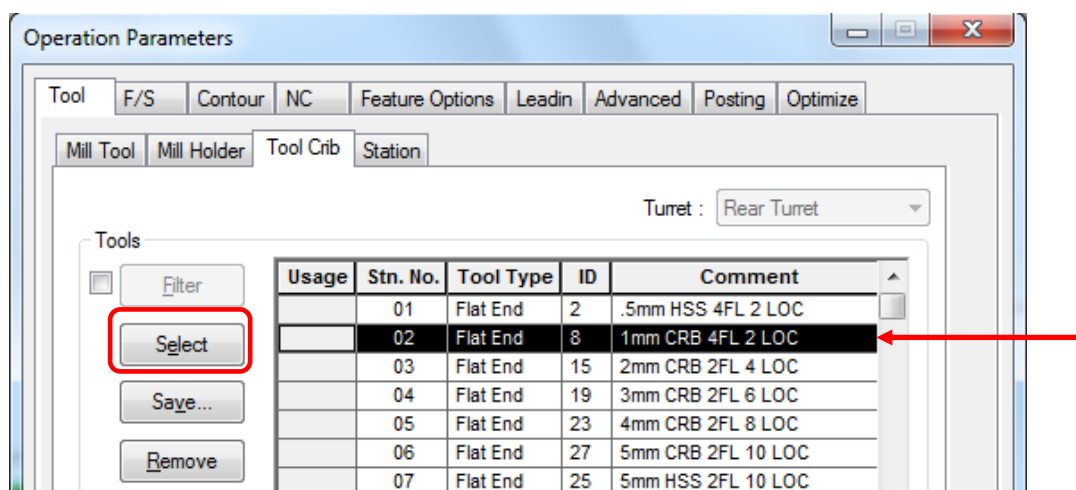 Operation Parameters
Tool F/S Contour NC Feature Options Leadin Advanced Posting Optimize
Mill Tool Mill Holder Tool Crib Station
Turret : Rear Turret
Tools
Filter
Select
Save...
Remove
Usage Stn. No. Tool Type ID Comment
01 Flat End 2 .5mm HSS 4FL 2 LOC
02 Flat End 8 1mm CRB 4FL 2 LOC
03 Flat End 15 2mm CRB 2FL 4 LOC
04 Flat End 19 3mm CRB 2FL 6 LOC
05 Flat End 23 4mm CRB 2FL 8 LOC
06 Flat End 27 5mm CRB 2FL 10 LOC
07 Flat End 25 5mm HSS 2FL 10 LOC